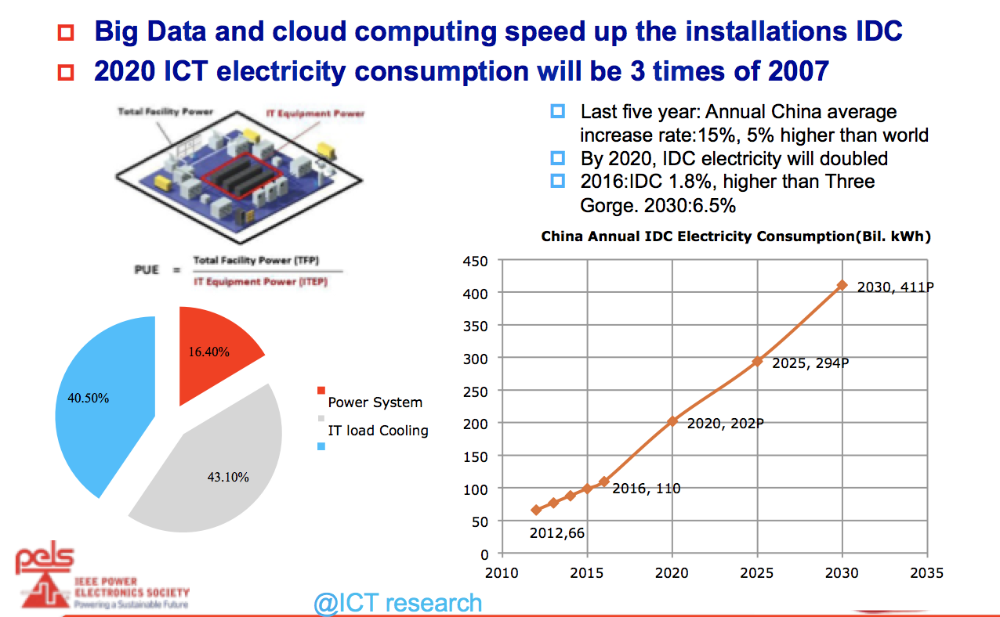 Big Data and cloud computing speed up the installations IDC
2020 ICT electricity consumption will be 3 times of 2007
Total Facility Power
IT Equipment Power
PUE =
Total Facility Power (TFP)
IT Equipment Power (ITEP)
Last five year: Annual China average
increase rate:15%, 5% higher than world
By 2020, IDC electricity will doubled
2016:IDC 1.8%, higher than Three
Gorge. 2030:6.5%
16.40%
40.50%
43.10%
Power System
IT load Cooling
China Annual IDC Electricity Consumption(Bil. kWh)
450
400
350
300
250
200
150
100
50
0
2030, 411P
2025, 294P
2020, 202P
2016, 110
2012,66
2010
2015
2020
2025
2030
2035
pels
IEEE POWER
ELECTRONICS SOCIETY
Powering a Sustainable Future
@ICT research